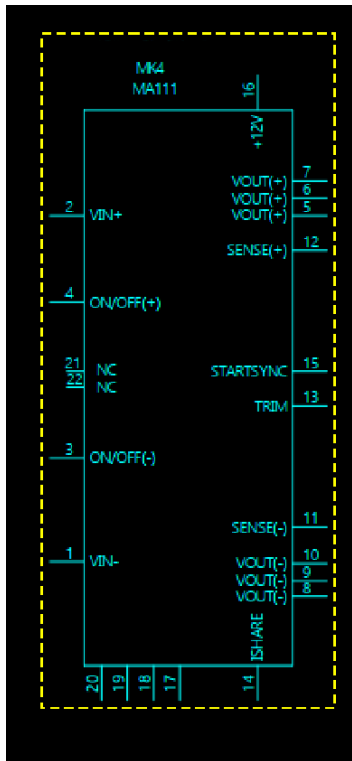 MK4
MA111
16
+12V
7
VOUT(+)
6
VOUT(+)
5
VOUT(+)
2
VIN+
12
SENSE(+)
4
ON/OFF(+)
21
NC
22
NC
15
STARTSYNC
13
TRIM
3
ON/OFF(-)
11
SENSE(-)
1
VIN-
10
VOUT(-)
9
VOUT(-)
8
VOUT(-)
ISHARE
20
19
18
17
14